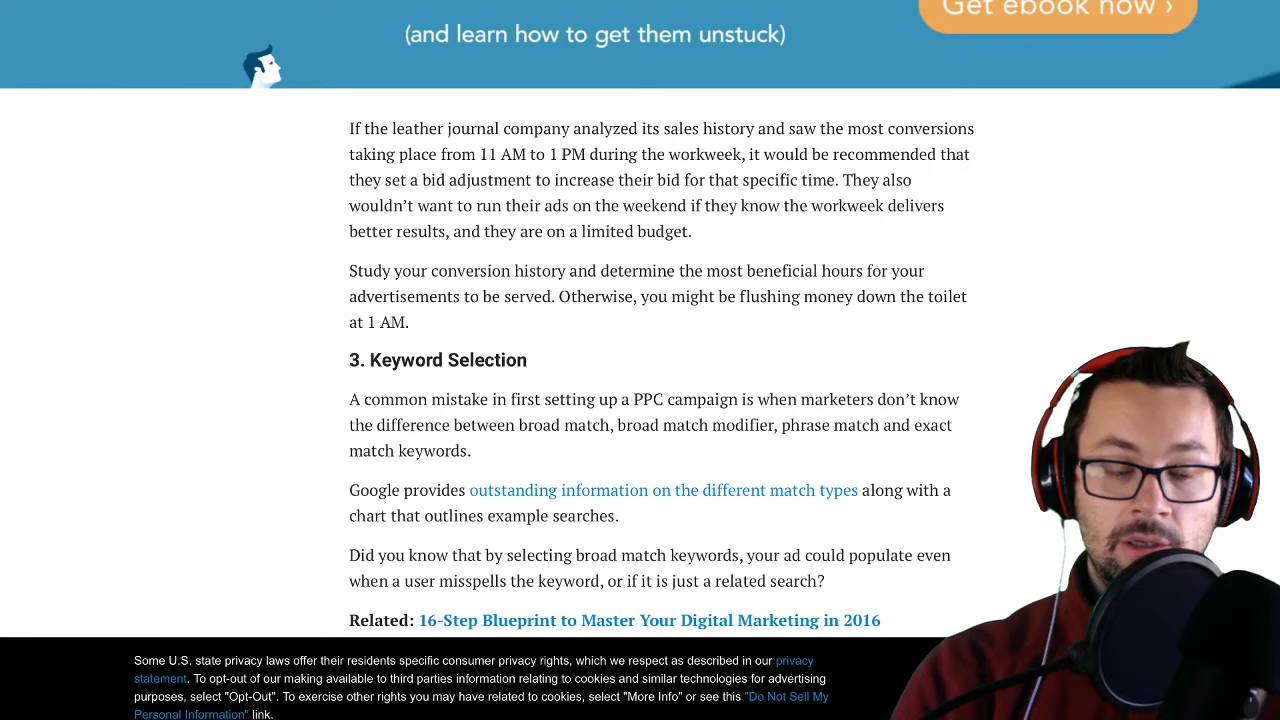 Get ebook now ›
(and learn how to get them unstuck)
If the leather journal company analyzed its sales history and saw the most conversions
taking place from 11 AM to 1 PM during the workweek, it would be recommended that
they set a bid adjustment to increase their bid for that specific time. They also
wouldn’t want to run their ads on the weekend if they know the workweek delivers
better results, and they are on a limited budget.
Study your conversion history and determine the most beneficial hours for your
advertisements to be served. Otherwise, you might be flushing money down the toilet
at 1 AM.
3. Keyword Selection
A common mistake in first setting up a PPC campaign is when marketers don’t know
the difference between broad match, broad match modifier, phrase match and exact
match keywords.
Google provides outstanding information on the different match types along with a
chart that outlines example searches.
Did you know that by selecting broad match keywords, your ad could populate even
when a user misspells the keyword, or if it is just a related search?
Related: 16-Step Blueprint to Master Your Digital Marketing in 2016
Some U.S. state privacy laws offer their residents specific consumer privacy rights, which we respect as described in our privacy
statement. To opt-out of our making available to third parties information relating to cookies and similar technologies for advertising
purposes, select "Opt-Out". To exercise other rights you may have related to cookies, select "More Info" or see this "Do Not Sell My
Personal Information" link.